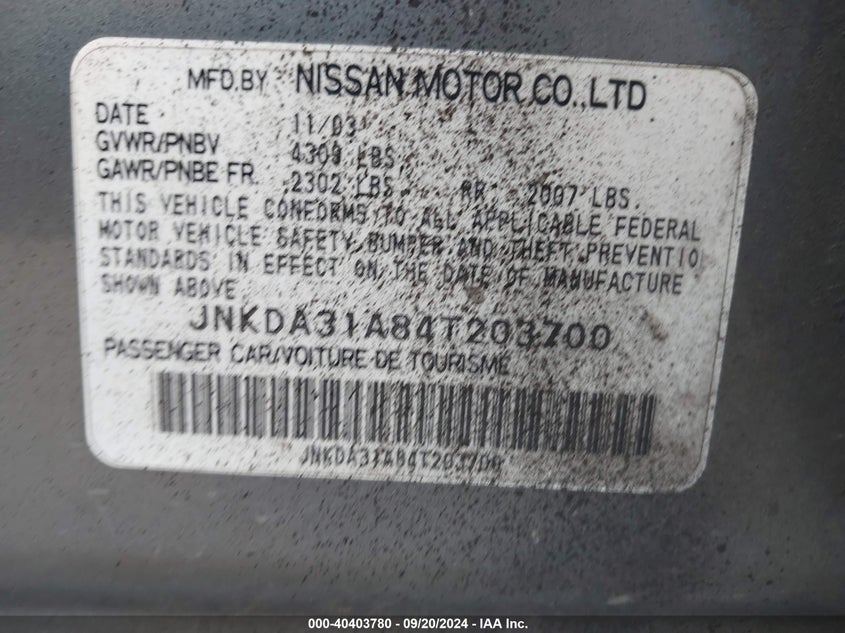 MFD.BY NISSAN MOTOR CO.,LTD
DATE 11/03
GVWR/PNBV 4309 LBS
GAWR/PNBE FR. 2302 LBS. RR 2007 LBS.
THIS VEHICLE CONFORMS TO ALL APPLICABLE FEDERAL
MOTOR VEHICLE SAFETY,BUMPER AND THEFT PREVENTIO
STANDARDS IN EFFECT ON THE DATE OF MANUFACTURE
SHOWN ABOVE
JNKDA31A84T203700
PASSENGER CAR/VOITURE DE TOURISME
JNKDA31A84T203700
000-40403780 - 09/20/2024 - IAA Inc.